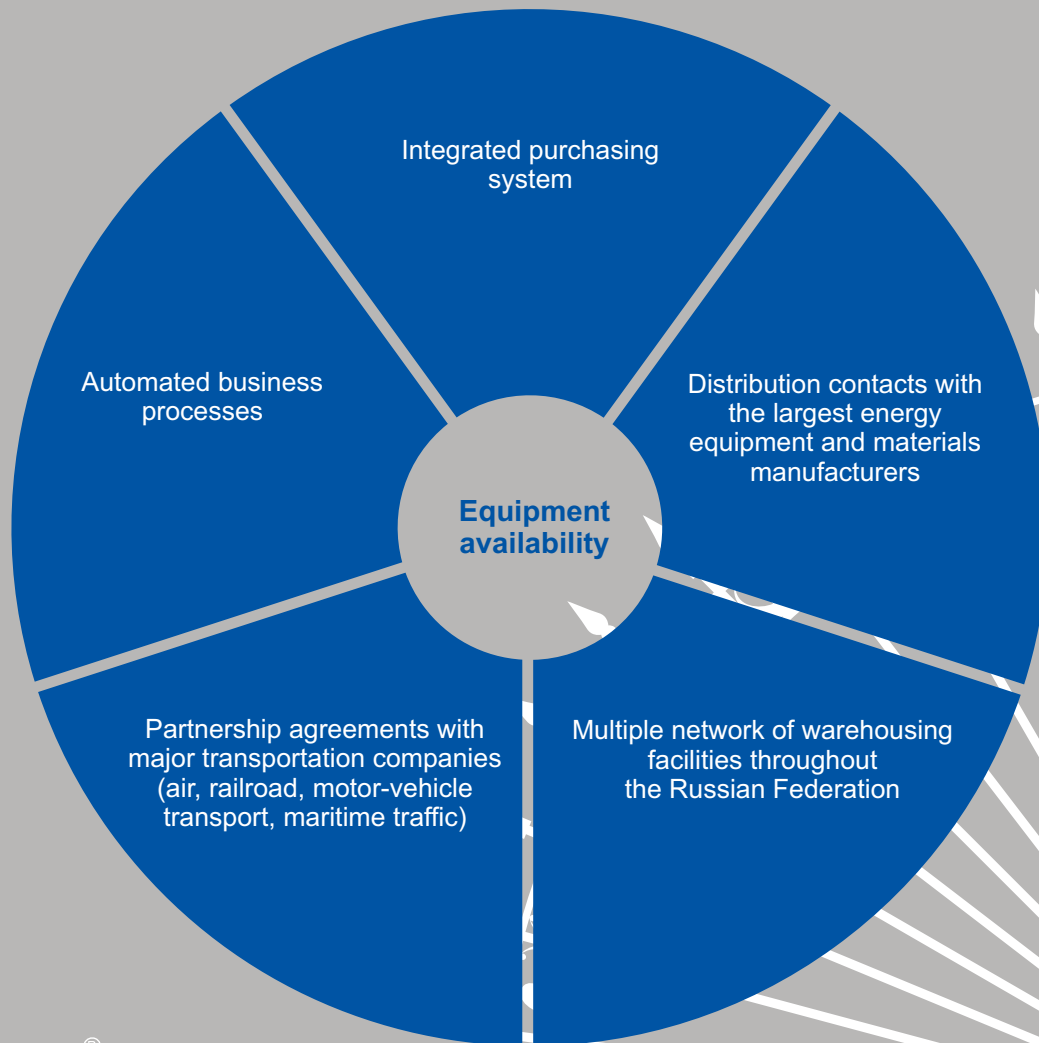 Integrated purchasing
system
Automated business
processes
Distribution contacts with
the largest energy
equipment and materials
manufacturers
Equipment
availability
Partnership agreements with
major transportation companies
(air, railroad, motor-vehicle
transport, maritime traffic)
Multiple network of warehousing
facilities throughout
the Russian Federation
®